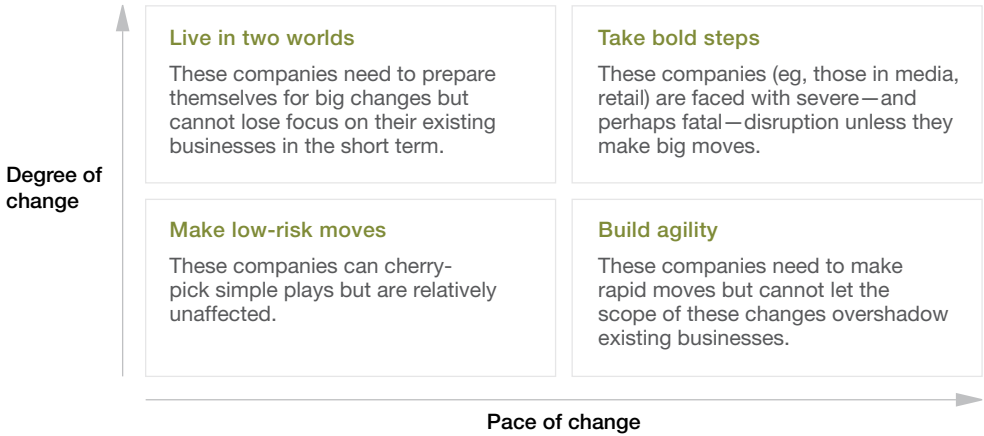 Live in two worlds
These companies need to prepare
themselves for big changes but
cannot lose focus on their existing
businesses in the short term.
Take bold steps
These companies (eg, those in media,
retail) are faced with severe—and
perhaps fatal—disruption unless they
make big moves.
Degree of
change
Make low-risk moves
These companies can cherry-
pick simple plays but are relatively
unaffected.
Build agility
These companies need to make
rapid moves but cannot let the
scope of these changes overshadow
existing businesses.
Pace of change